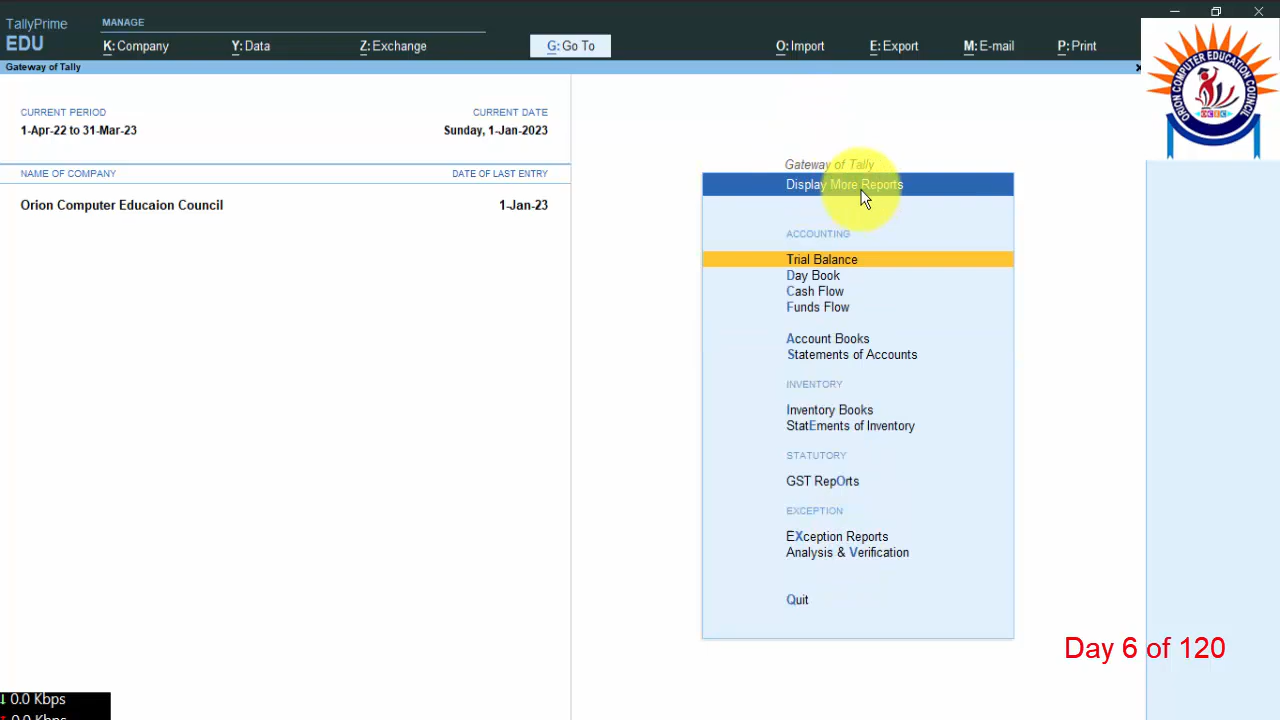 TallyPrime
EDU
MANAGE
K: Company
Y: Data
Z: Exchange
G: Go To
O: Import
E: Export
M: E-mail
P: Print
Gateway of Tally
CURRENT PERIOD
CURRENT DATE
1-Apr-22 to 31-Mar-23
Sunday, 1-Jan-2023
NAME OF COMPANY
DATE OF LAST ENTRY
Orion Computer Educaion Council
1-Jan-23
Gateway of Tally
Display More Reports
ACCOUNTING
Trial Balance
Day Book
Cash Flow
Funds Flow
Account Books
Statements of Accounts
INVENTORY
Inventory Books
StatEments of Inventory
STATUTORY
GST RepOrts
EXCEPTION
EXception Reports
Analysis & Verification
Quit
ORION COMPUTER EDUCATION COUNCIL
Day 6 of 120
↓ 0.0 Kbps
0.0 Kbps